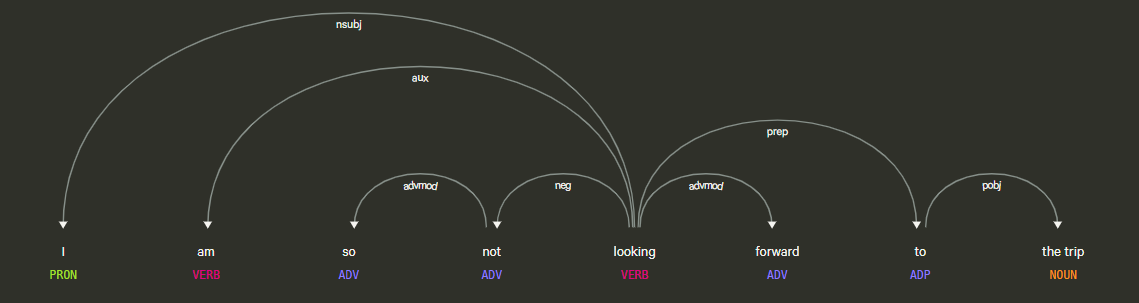 nsubj
aux
prep
advmod neg advmod pobj
I am so not looking forward to the trip
PRON VERB ADV ADV VERB ADV ADP NOUN